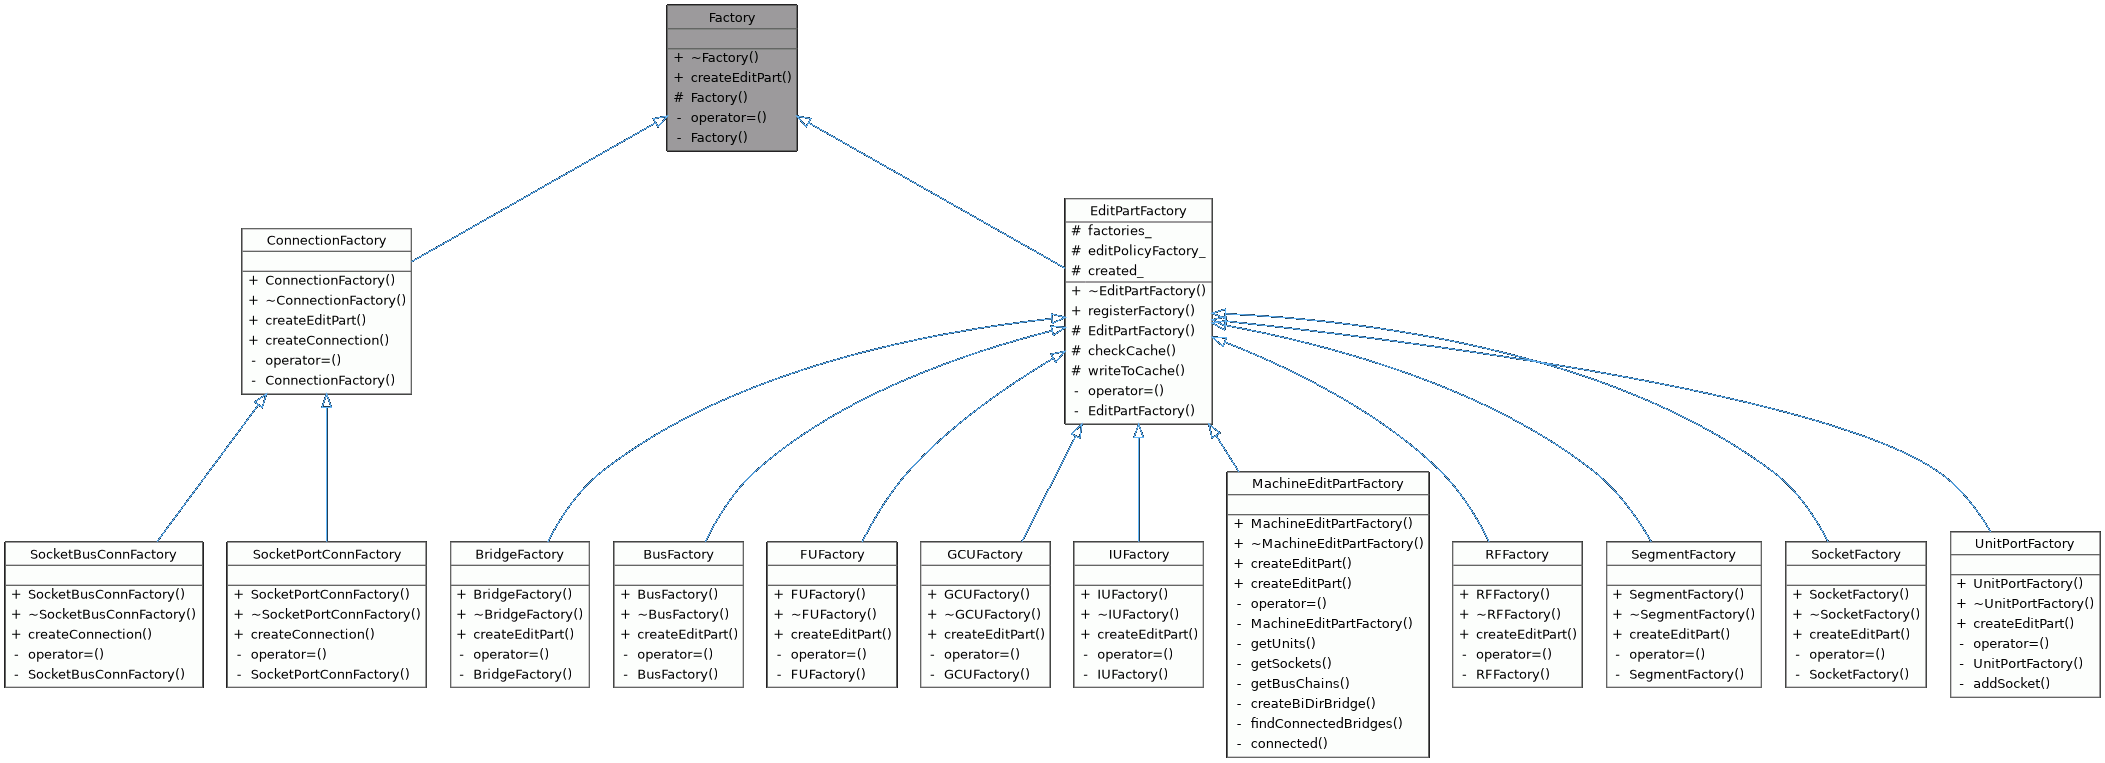 Factory
+ ~Factory()
+ createEditPart()
# Factory()
- operator=()
- Factory()
ConnectionFactory
+ ConnectionFactory()
+ ~ConnectionFactory()
+ createEditPart()
+ createConnection()
- operator=()
- ConnectionFactory()
EditPartFactory
# factories_
# editPolicyFactory_
# created_
+ ~EditPartFactory()
+ registerFactory()
# EditPartFactory()
# checkCache()
# writeToCache()
- operator=()
- EditPartFactory()
SocketBusConnFactory
+ SocketBusConnFactory()
+ ~SocketBusConnFactory()
+ createConnection()
- operator=()
- SocketBusConnFactory()
SocketPortConnFactory
+ SocketPortConnFactory()
+ ~SocketPortConnFactory()
+ createConnection()
- operator=()
- SocketPortConnFactory()
BridgeFactory
+ BridgeFactory()
+ ~BridgeFactory()
+ createEditPart()
- operator=()
- BridgeFactory()
BusFactory
+ BusFactory()
+ ~BusFactory()
+ createEditPart()
- operator=()
- BusFactory()
FUFactory
+ FUFactory()
+ ~FUFactory()
+ createEditPart()
- operator=()
- FUFactory()
GCUFactory
+ GCUFactory()
+ ~GCUFactory()
+ createEditPart()
- operator=()
- GCUFactory()
IUFactory
+ IUFactory()
+ ~IUFactory()
+ createEditPart()
- operator=()
- IUFactory()
MachineEditPartFactory
+ MachineEditPartFactory()
+ ~MachineEditPartFactory()
+ createEditPart()
+ createEditPart()
- operator=()
- MachineEditPartFactory()
- getUnits()
- getSockets()
- getBusChains()
- createBiDirBridge()
- findConnectedBridges()
- connected()
RFFactory
+ RFFactory()
+ ~RFFactory()
+ createEditPart()
- operator=()
- RFFactory()
SegmentFactory
+ SegmentFactory()
+ ~SegmentFactory()
+ createEditPart()
- operator=()
- SegmentFactory()
SocketFactory
+ SocketFactory()
+ ~SocketFactory()
+ createEditPart()
- operator=()
- SocketFactory()
UnitPortFactory
+ UnitPortFactory()
+ ~UnitPortFactory()
+ createEditPart()
- operator=()
- UnitPortFactory()
- addSocket()